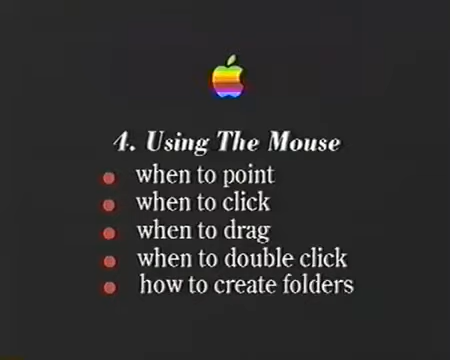 4. Using The Mouse
when to point
when to click
when to drag
when to double click
how to create folders